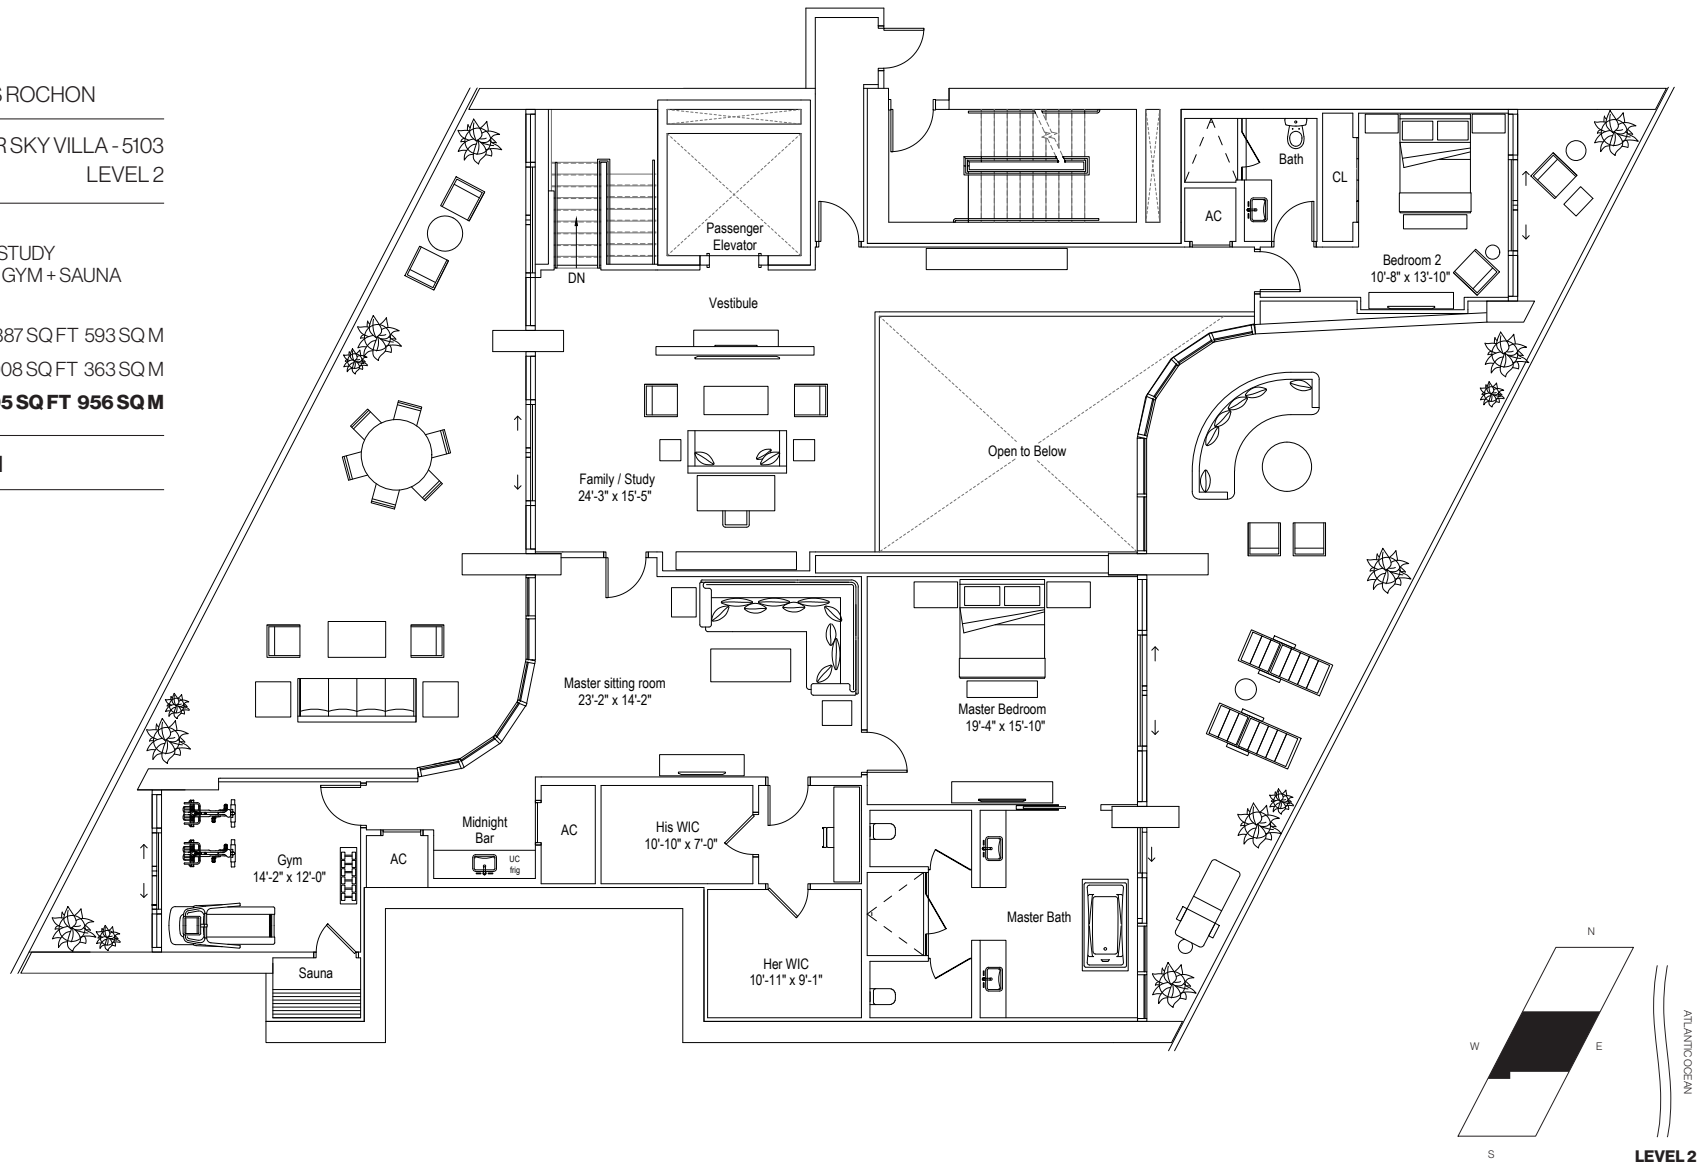 S ROCHON
R SKY VILLA - 5103
LEVEL 2
STUDY
GYM + SAUNA
387 SQ FT 593 SQ M
908 SQ FT 363 SQ M
95 SQ FT 956 SQ M
Passenger
Elevator
DN
Vestibule
Bath
CL
AC
Bedroom 2
10'-8" x 13'-10"
Open to Below
Family / Study
24'-3" x 15'-5"
Master sitting room
23'-2" x 14'-2"
Master Bedroom
19'-4" x 15'-10"
Midnight
Bar
AC
His WIC
10'-10" x 7'-0"
AC
UC
frig
Gym
14'-2" x 12'-0"
Master Bath
Sauna
Her WIC
10'-11" x 9'-1"
N
W
E
S
ATLANTIC OCEAN
LEVEL 2